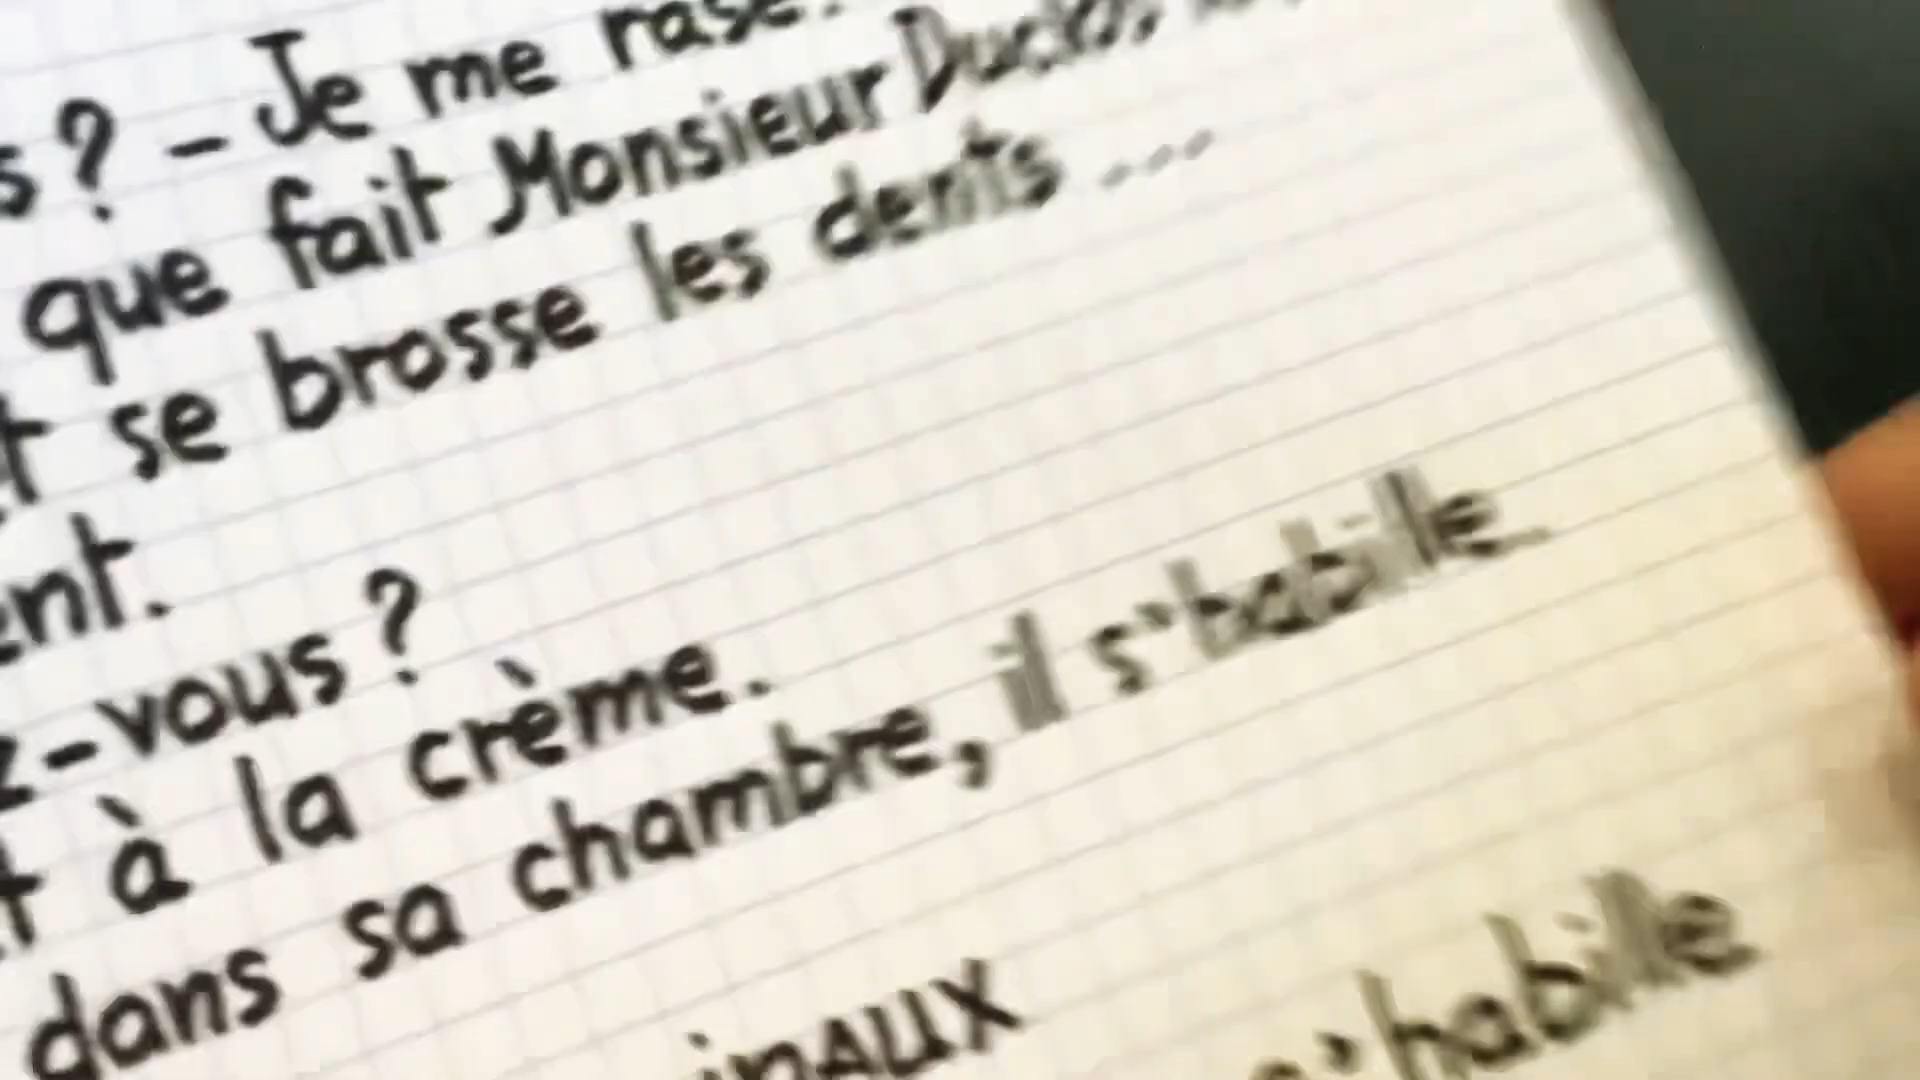 s ? - Je me rase.
que fait Monsieur
t se brosse les dents ...
ent.
z-vous ?
t à la crème.
dans sa chambre, il s'habille.
inAUX
s'habille